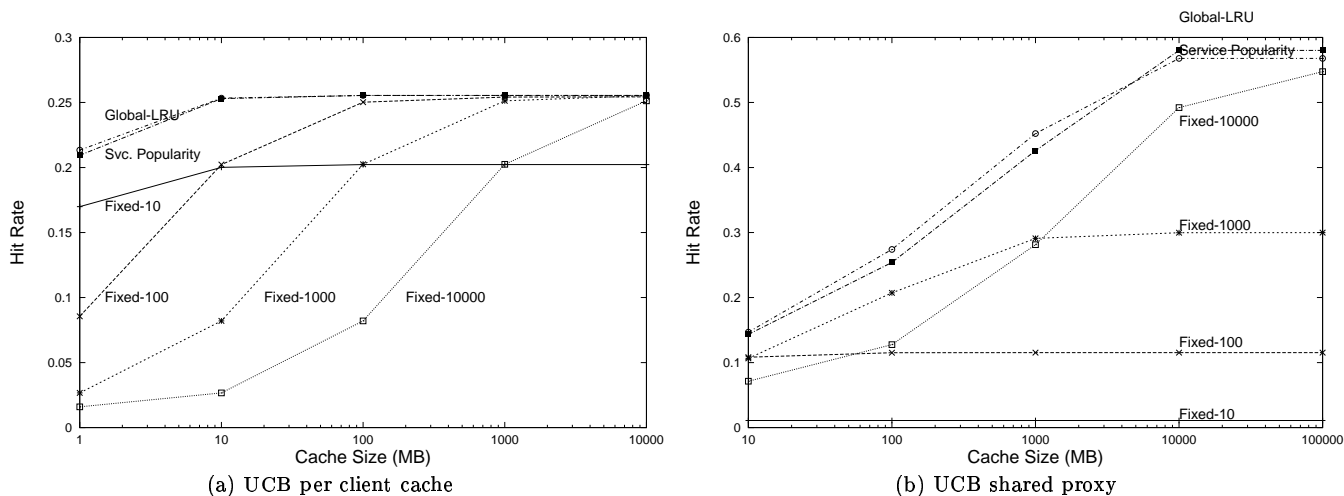 0.3
0.25
0.2
0.15
0.1
0.05
0
Hit Rate
Global-LRU
Svc. Popularity
Fixed-10
Fixed-100
Fixed-1000
Fixed-10000
1
10
100
1000
10000
Cache Size (MB)
(a) UCB per client cache
Global-LRU
0.6
0.5
0.4
0.3
0.2
0.1
0
Hit Rate
Service Popularity
Fixed-10000
Fixed-1000
Fixed-100
Fixed-10
10
100
1000
10000
100000
Cache Size (MB)
(b) UCB shared proxy